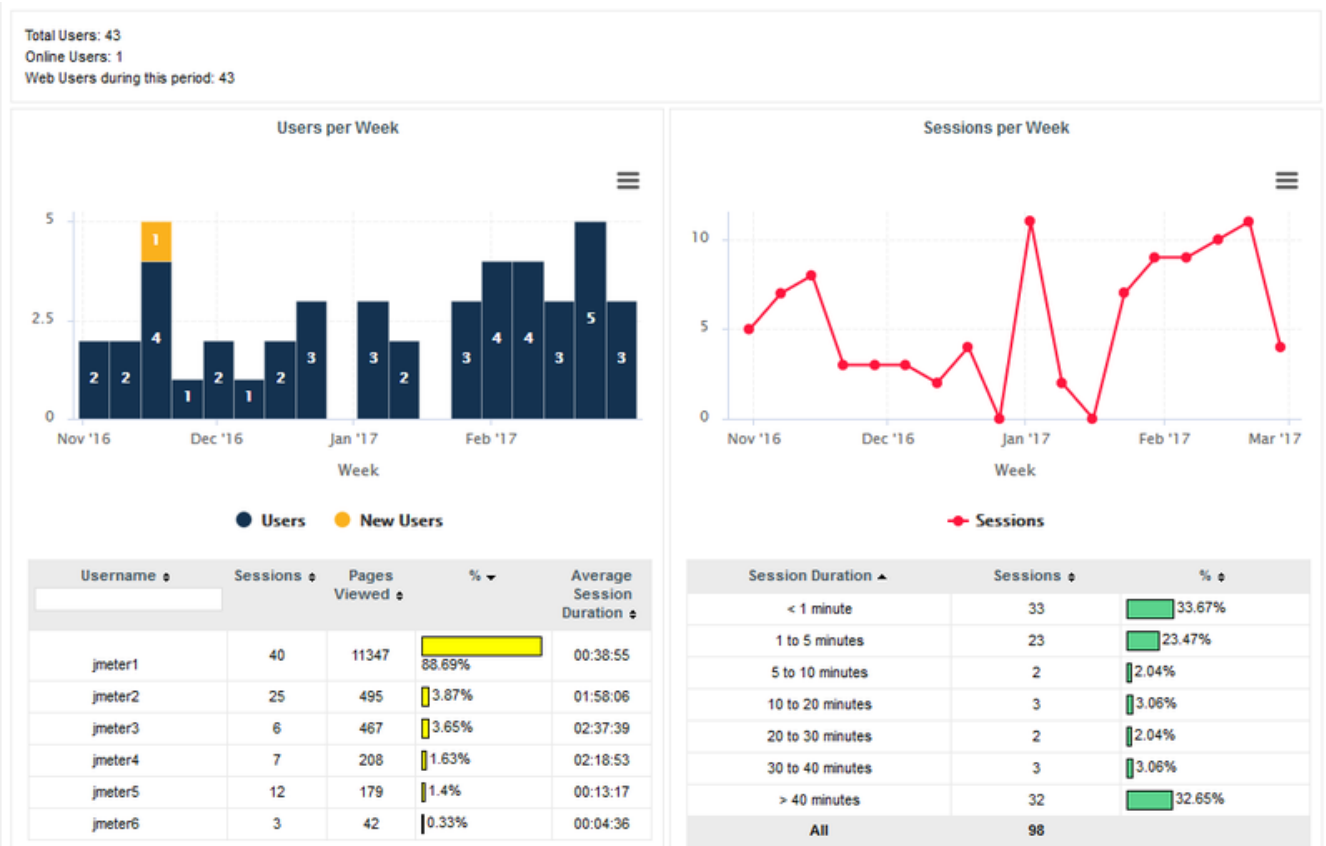 Total Users: 43
Online Users: 1
Web Users during this period: 43
Users per Week
5
2.5
0
2
2
1
4
1
2
1
2
3
3
2
3
4
4
3
5
3
Nov '16
Dec '16
Jan '17
Feb '17
Week
Users
New Users
Username
Sessions
Pages Viewed
%
Average Session Duration
jmeter1 40 11347 88.69% 00:38:55
jmeter2 25 495 3.87% 01:58:06
jmeter3 6 467 3.65% 02:37:39
jmeter4 7 208 1.63% 02:18:53
jmeter5 12 179 1.4% 00:13:17
jmeter6 3 42 0.33% 00:04:36
Sessions per Week
10
5
0
Nov '16
Dec '16
Jan '17
Feb '17
Mar '17
Week
Sessions
Session Duration Sessions %
< 1 minute 33 33.67%
1 to 5 minutes 23 23.47%
5 to 10 minutes 2 2.04%
10 to 20 minutes 3 3.06%
20 to 30 minutes 2 2.04%
30 to 40 minutes 3 3.06%
> 40 minutes 32 32.65%
All 98